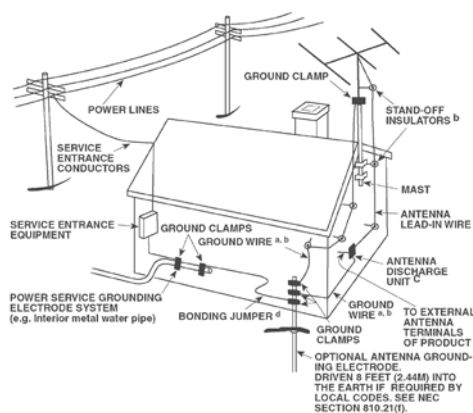 GROUND CLAMP
POWER LINES
STAND-OFF
INSULATORS b
SERVICE
ENTRANCE
CONDUCTORS
MAST
ANTENNA
LEAD-IN WIRE
SERVICE ENTRANCE
EQUIPMENT
GROUND CLAMPS
GROUND WIRE a, b
ANTENNA
DISCHARGE
UNIT C
POWER SERVICE GROUNDING
ELECTRODE SYSTEM
(e.g. Interior metal water pipe)
BONDING JUMPER d
GROUND
WIRE a, b
GROUND
CLAMPS
TO EXTERNAL
ANTENNA
TERMINALS
OF PRODUCT
OPTIONAL ANTENNA GROUND-
ING ELECTRODE.
DRIVEN 8 FEET (2.44M) INTO
THE EARTH IF REQUIRED BY
LOCAL CODES. SEE NEC
SECTION 810.21(f).